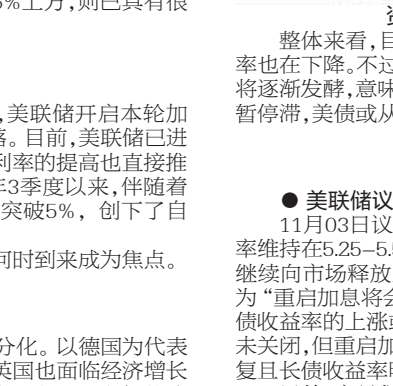 5%上方,则已具有很
,美联储开启本轮加
落。目前,美联储已进
利率的提高也直接推
年3季度以来,伴随着
突破5%，创下了自
何时到来成为焦点。
分化。以德国为代表
英国也面临经济增长
整体来看,目
率也在下降。不过
将逐渐发酵,意味
暂停滞,美债或从
● 美联储议
11月03日议
率维持在5.25–5.5
继续向市场释放
为“重启加息将会
债收益率的上涨或
未关闭,但重启加
复且长债收益率明